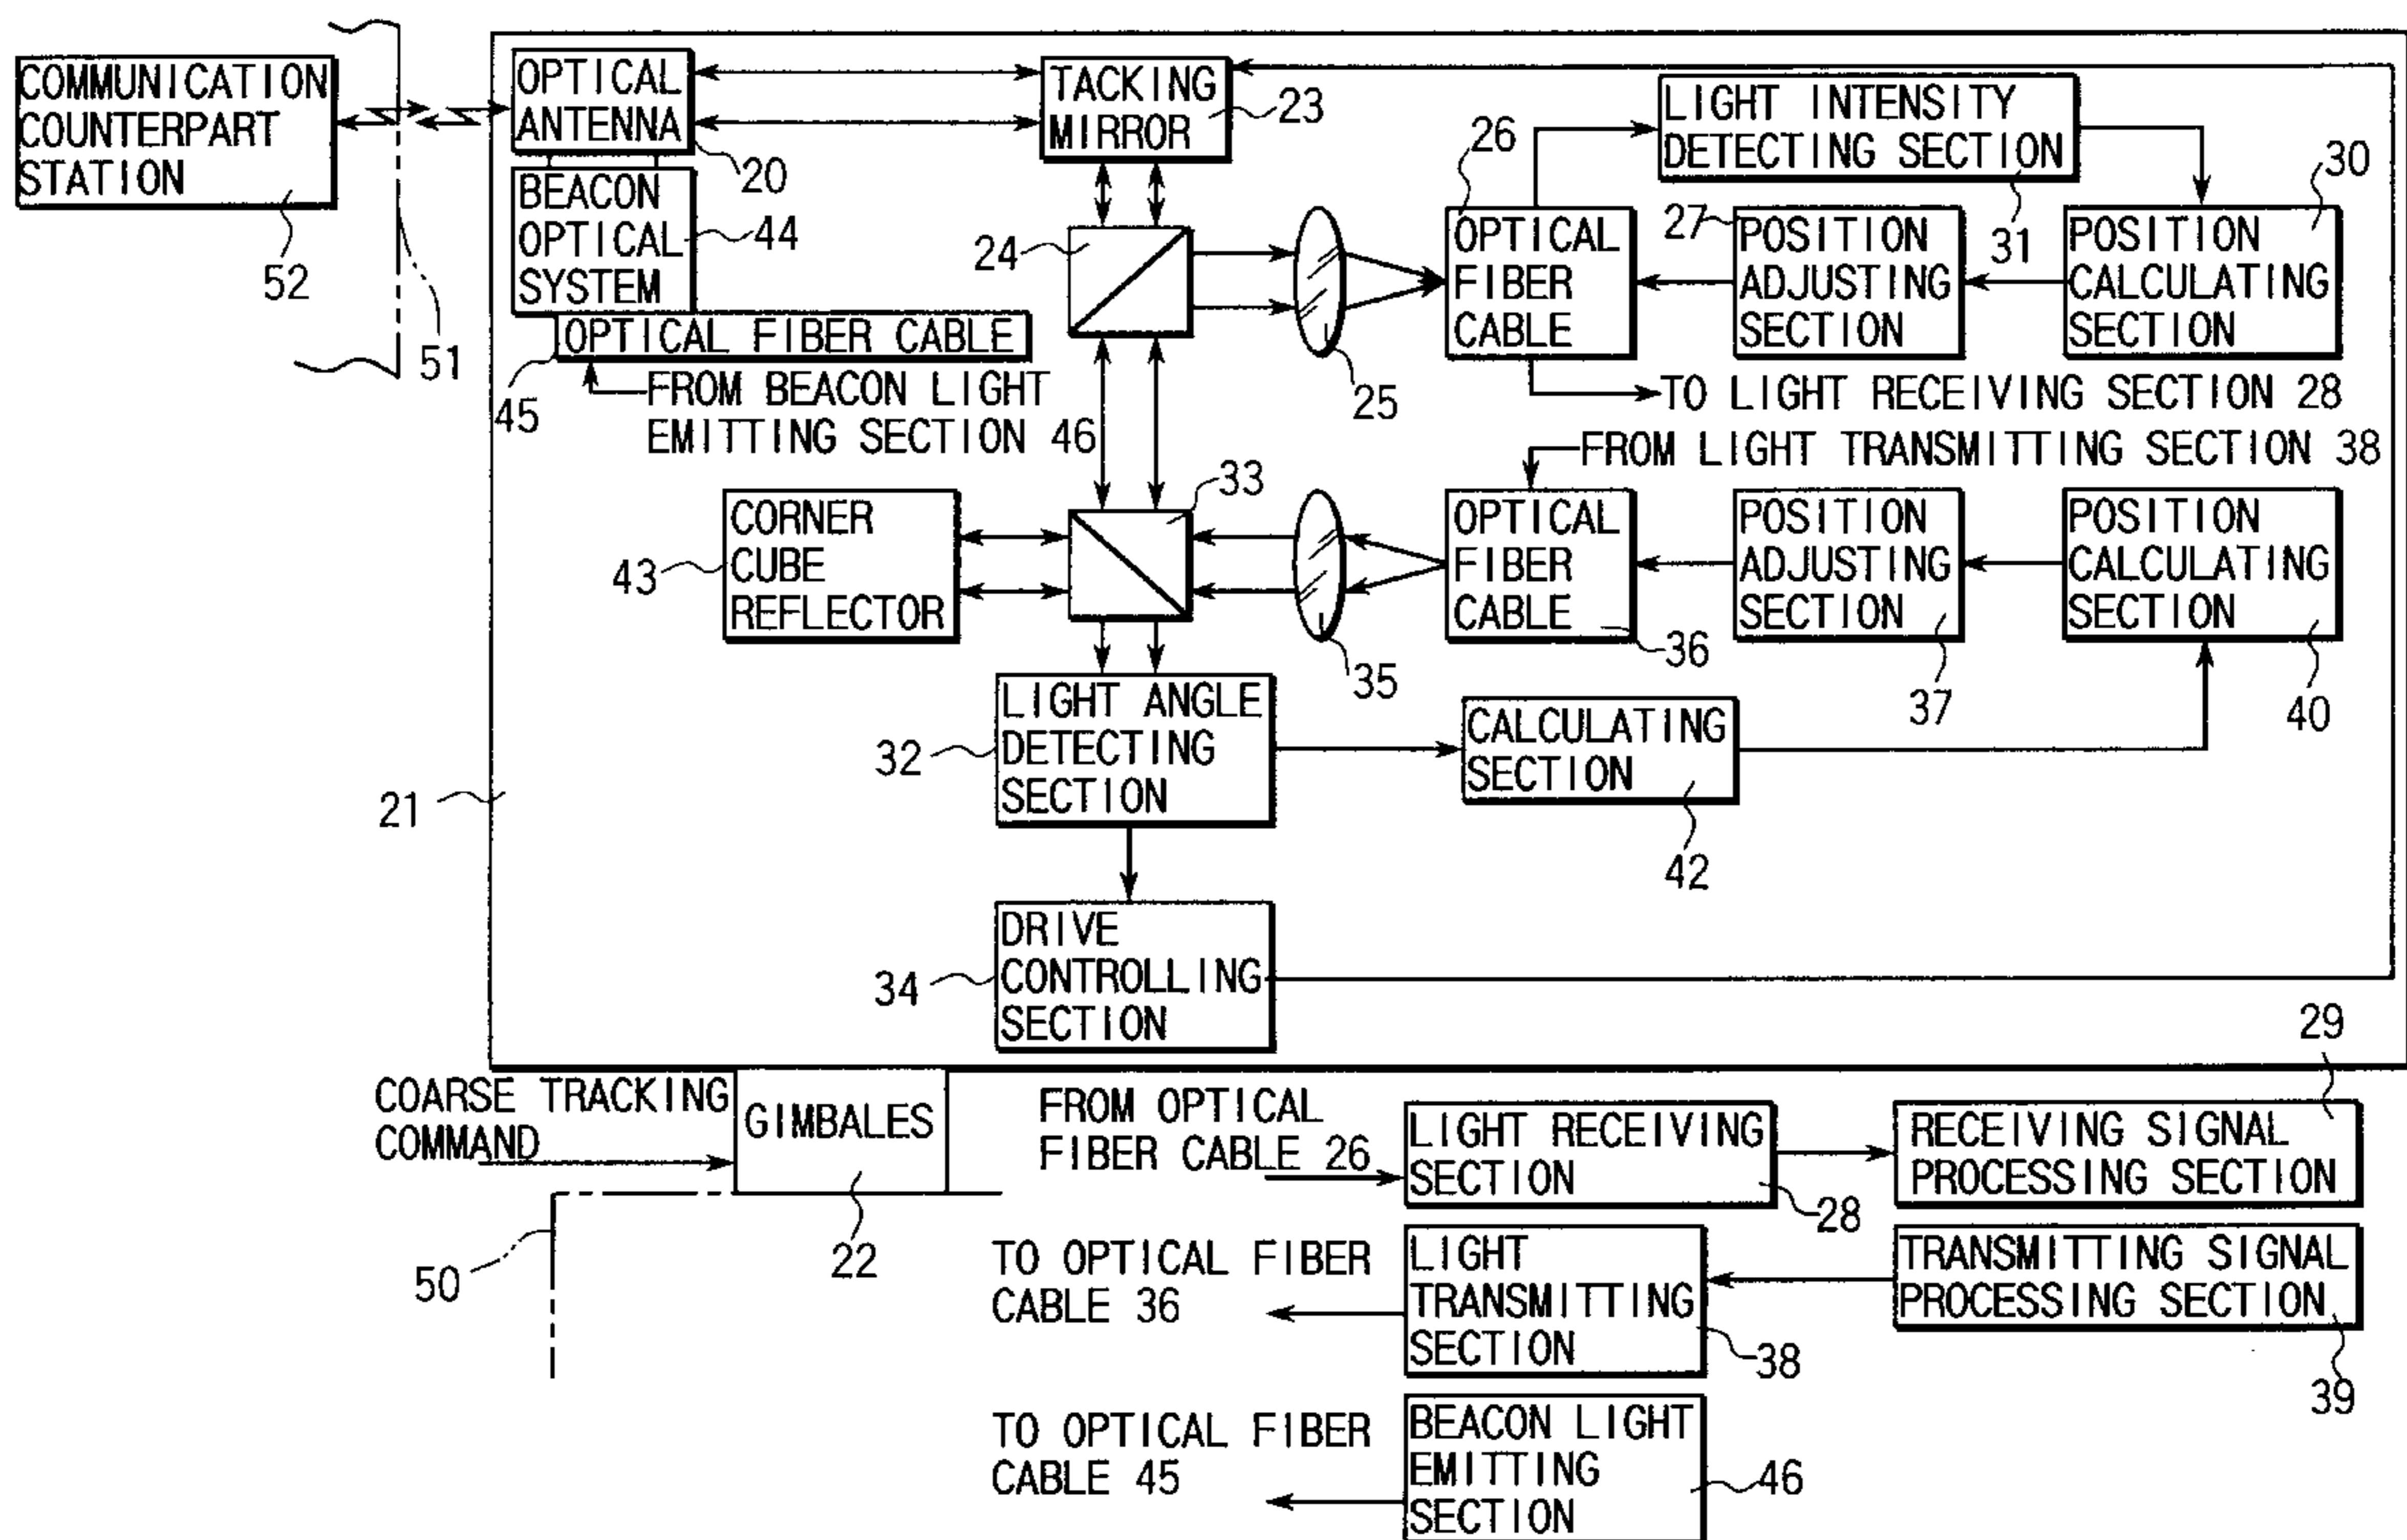 COMMUNICATION
COUNTERPART
STATION
52
51
OPTICAL
ANTENNA
20
BEACON
OPTICAL
SYSTEM
44
OPTICAL FIBER CABLE
45
FROM BEACON LIGHT
EMITTING SECTION 46
TACKING
MIRROR
23
24
25
26
OPTICAL
FIBER
CABLE
LIGHT INTENSITY
DETECTING SECTION
31
27
POSITION
ADJUSTING
SECTION
30
POSITION
CALCULATING
SECTION
TO LIGHT RECEIVING SECTION 28
FROM LIGHT TRANSMITTING SECTION 38
CORNER
CUBE
REFLECTOR
43
33
35
OPTICAL
FIBER
CABLE
36
POSITION
ADJUSTING
SECTION
37
POSITION
CALCULATING
SECTION
40
LIGHT ANGLE
DETECTING
SECTION
32
CALCULATING
SECTION
42
21
DRIVE
CONTROLLING
SECTION
34
COARSE TRACKING
COMMAND
GIMBALES
22
50
FROM OPTICAL
FIBER CABLE 26
LIGHT RECEIVING
SECTION
28
29
RECEIVING SIGNAL
PROCESSING SECTION
TO OPTICAL FIBER
CABLE 36
LIGHT
TRANSMITTING
SECTION
38
TRANSMITTING SIGNAL
PROCESSING SECTION
39
TO OPTICAL FIBER
CABLE 45
BEACON LIGHT
EMITTING
SECTION
46